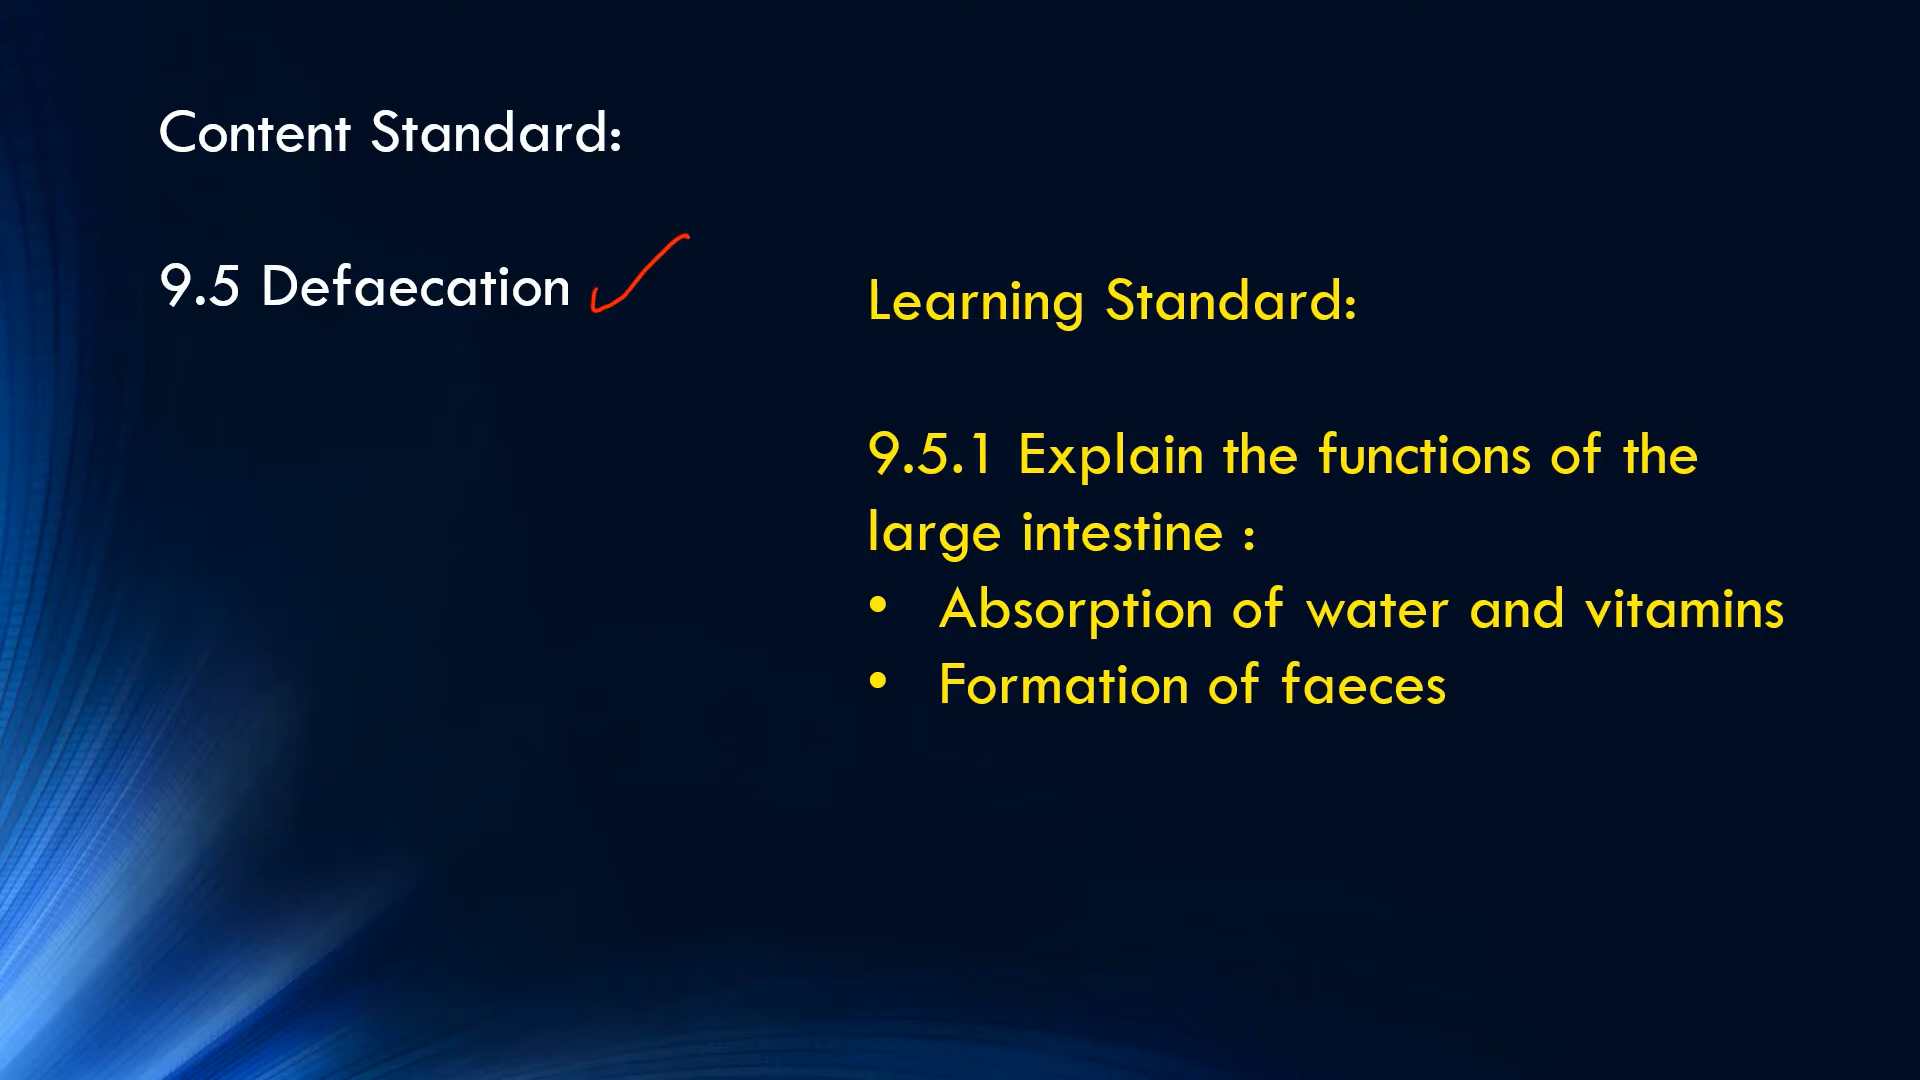 Content Standard:
9.5 Defaecation
Learning Standard:
9.5.1 Explain the functions of the
large intestine :
• Absorption of water and vitamins
• Formation of faeces